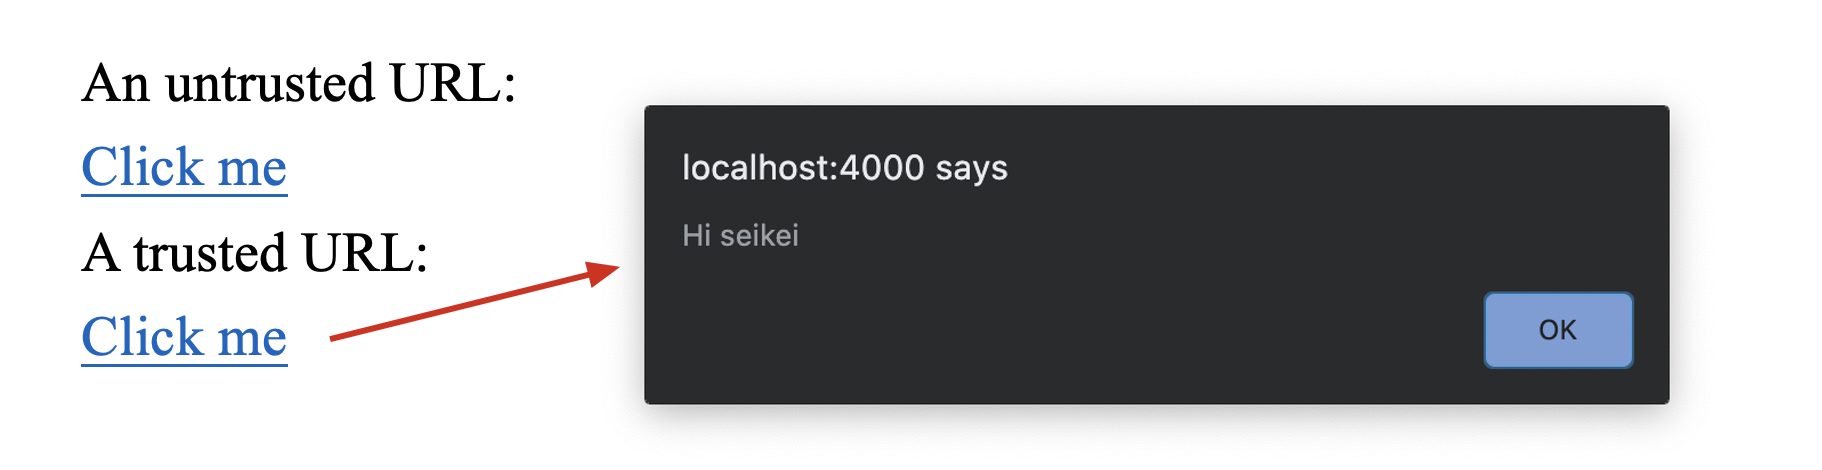 An untrusted URL:
Click me
A trusted URL:
Click me
localhost:4000 says
Hi seikei
OK